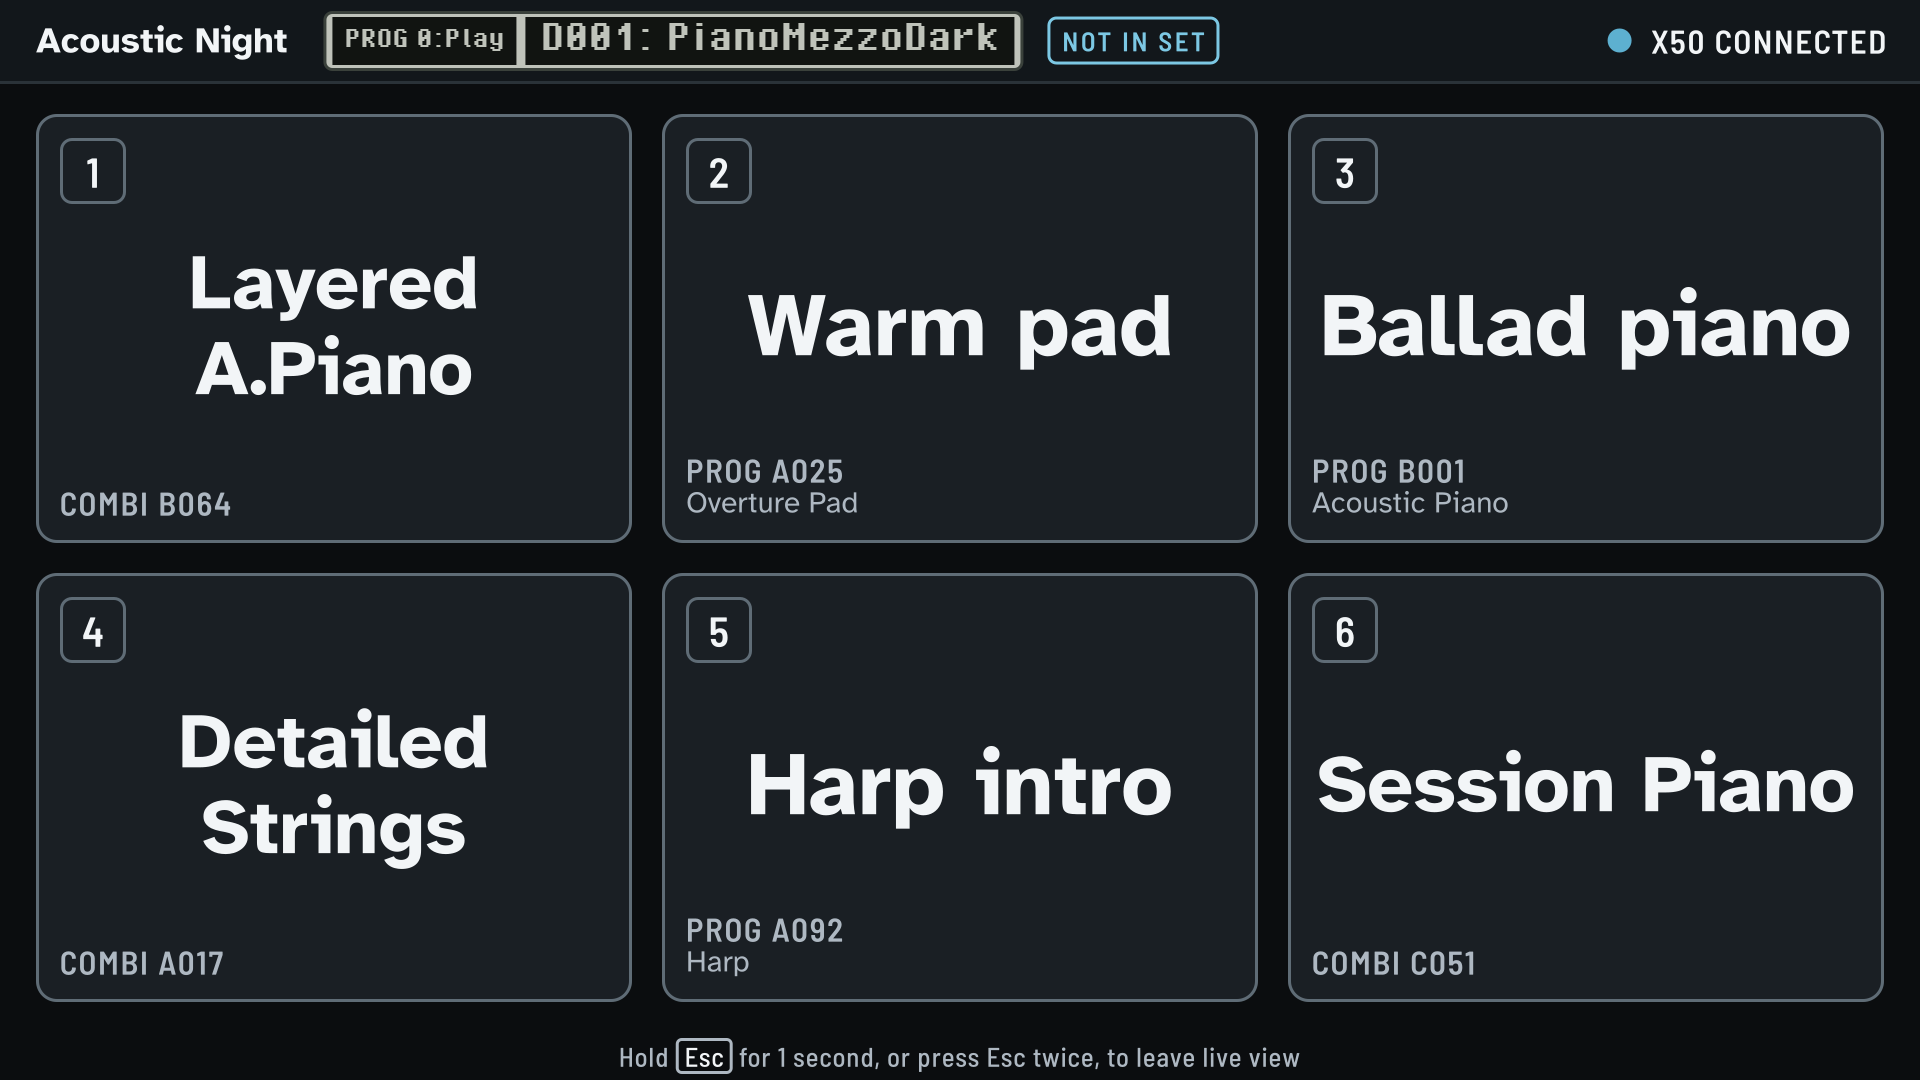 Acoustic Night
PROG 0:Play
D001: PianoMezzoDark
NOT IN SET
X50 CONNECTED
1
Layered
A.Piano
COMBI B064
2
Warm pad
PROG A025
Overture Pad
3
Ballad piano
PROG B001
Acoustic Piano
4
Detailed
Strings
COMBI A017
5
Harp intro
PROG A092
Harp
6
Session Piano
COMBI C051
Hold Esc for 1 second, or press Esc twice, to leave live view